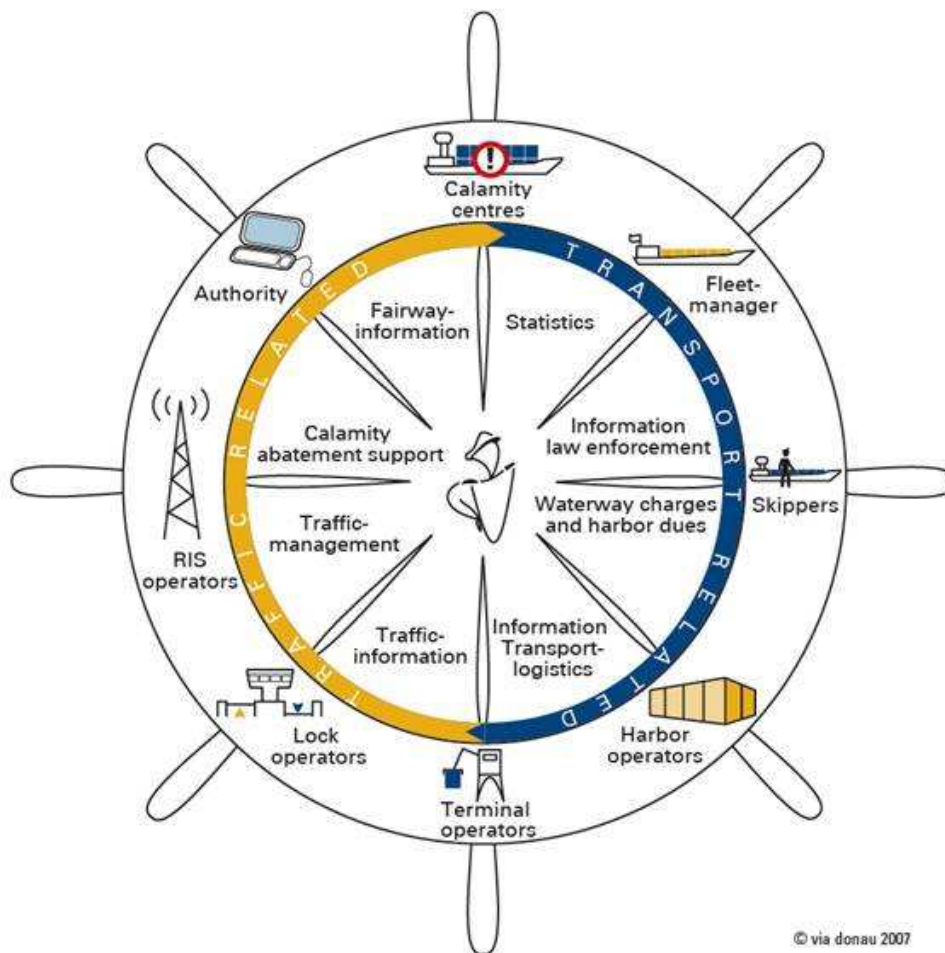 Calamity
centres
Authority
Fleet-
manager
TRAFFIC RELATED
TRANSPORT RELATED
Fairway-
information
Statistics
Calamity
abatement support
Information
law enforcement
Skippers
Waterway charges
and harbor dues
Traffic-
management
RIS
operators
Traffic-
information
Information
Transport-
logistics
Lock
operators
Harbor
operators
Terminal
operators
© via donau 2007